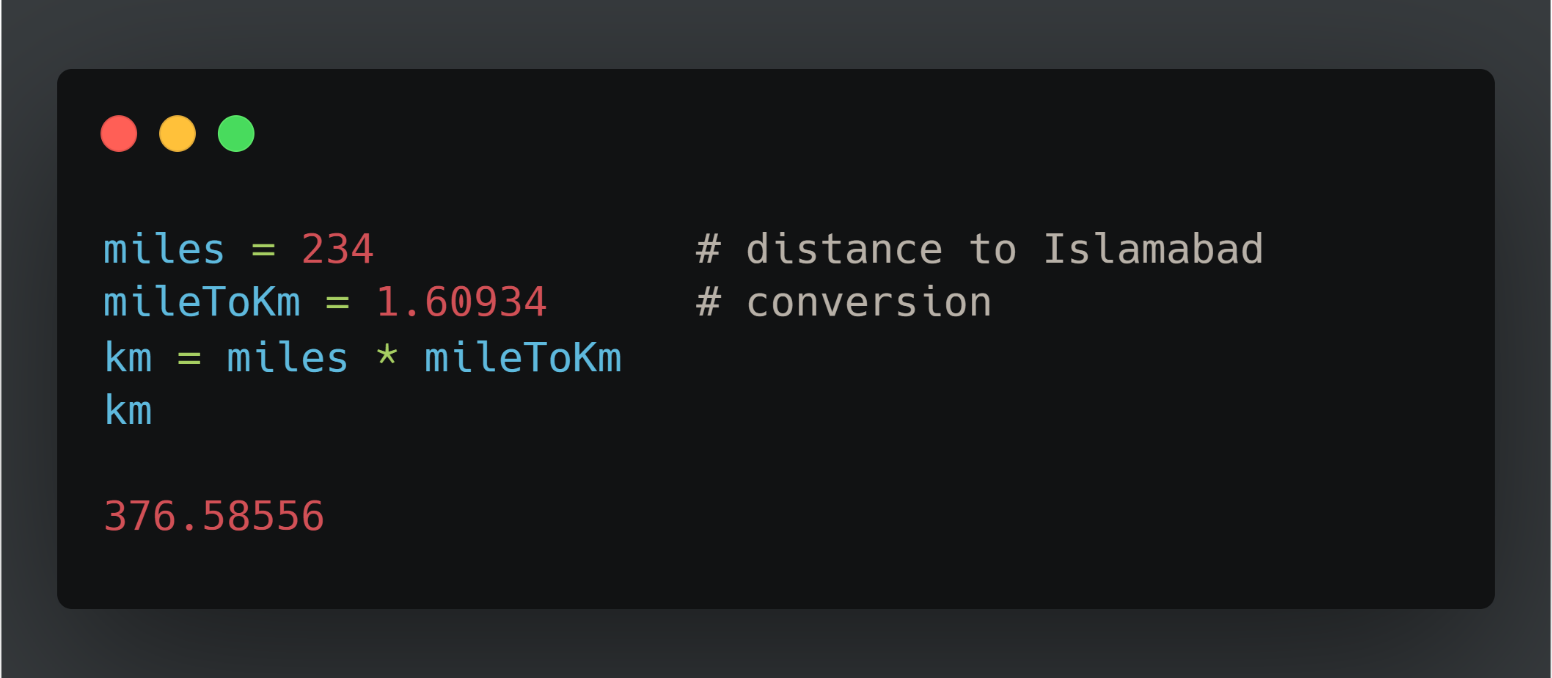 miles = 234             # distance to Islamabad
mileToKm = 1.60934      # conversion
km = miles * mileToKm
km
376.58556